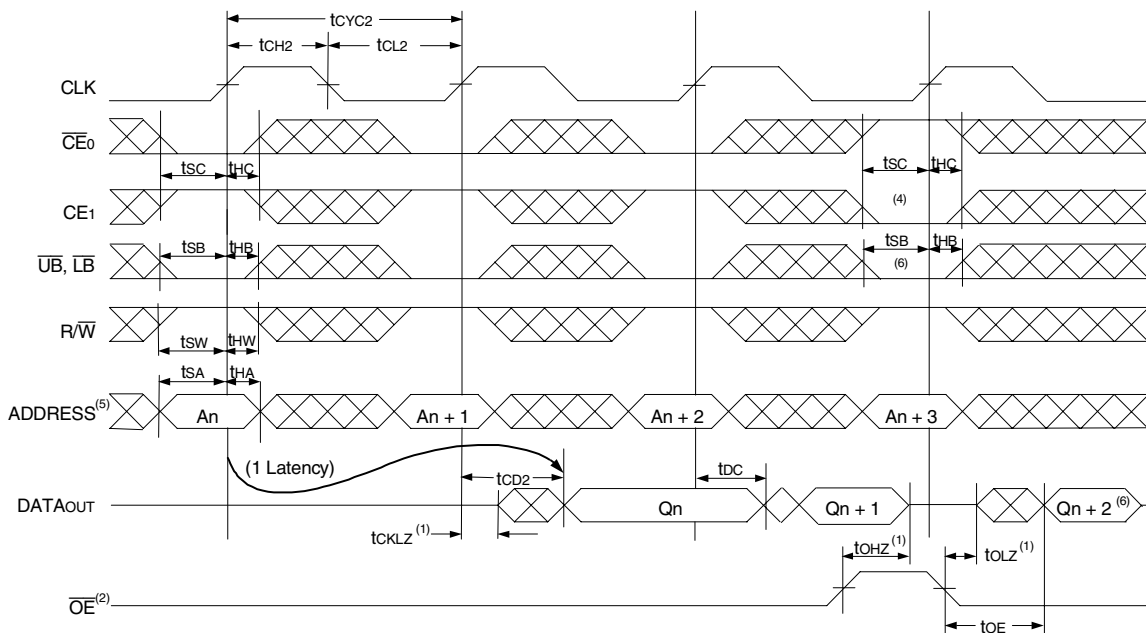 tCYC2
tCH2 tCL2
CLK
CE0
tSC tHC tSC tHC
CE1 (4)
tSB tHB tSB tHB
UB, LB (6)
R/W
tSW tHW
tSA tHA
ADDRESS(5) An An + 1 An + 2 An + 3
(1 Latency) tCD2 tDC
DATAOUT Qn Qn + 1 Qn + 2 (6)
tCKLZ(1) tOHZ(1) tOLZ(1)
OE(2)
tOE